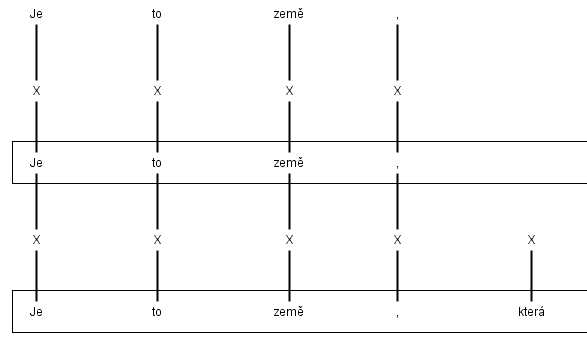 Je to země ,
X X X X
Je to země ,
X X X X X
Je to země , která